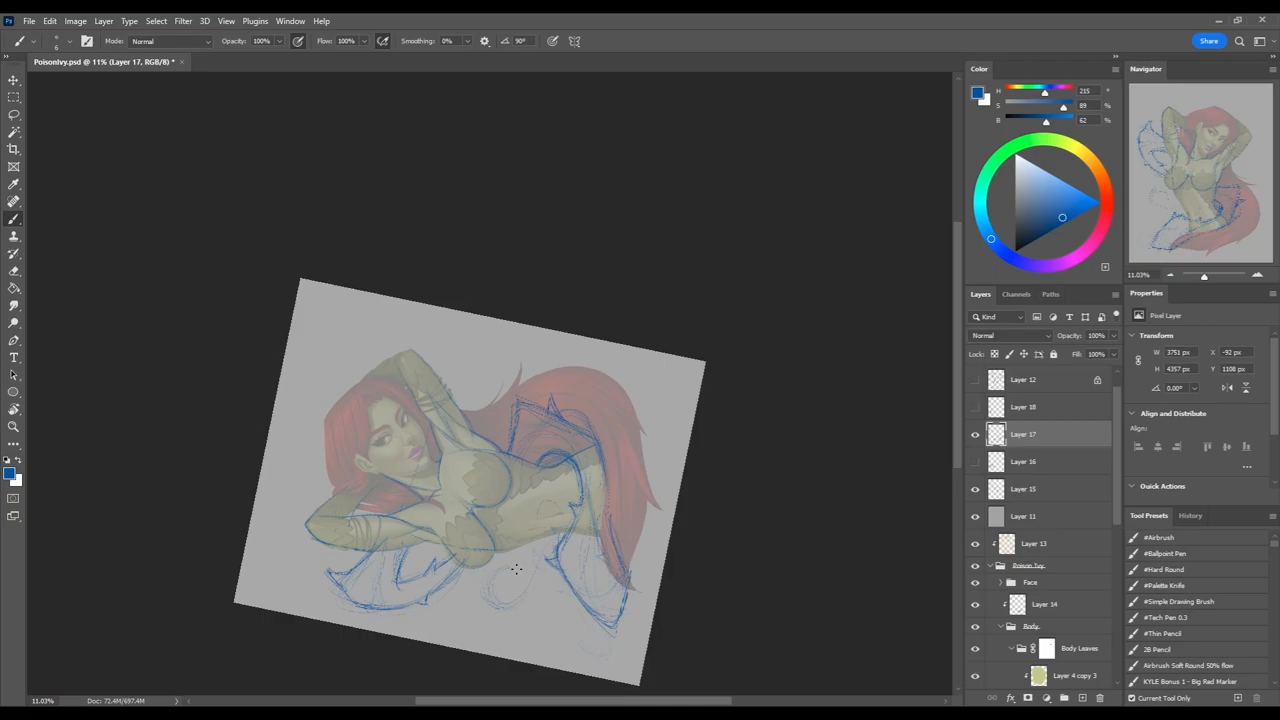 Ps File Edit Image Layer Type Select Filter 3D View Plugins Window Help
6 Mode: Normal Opacity: 100% Flow: 100% Smoothing: 0% 90° Share
PoisonIvy.psd @ 11% (Layer 17, RGB/8) * ×
Color
H 215 °
S 89 %
B 62 %
Navigator
11.03%
Layers Channels Paths
Kind
Normal Opacity: 100%
Lock: Fill: 100%
Layer 12
Layer 18
Layer 17
Layer 16
Layer 15
Layer 11
Layer 13
Poison Ivy
Face
Layer 14
Body
Body Leaves
Layer 4 copy 3
Properties
Pixel Layer
Transform
W 3751 px X -92 px
H 4357 px Y 1108 px
0.00°
Align and Distribute
Align:
Quick Actions
Tool Presets History
#Airbrush
#Ballpoint Pen
#Hard Round
#Palette Knife
#Simple Drawing Brush
#Tech Pen 0.3
#Thin Pencil
2B Pencil
Airbrush Soft Round 50% flow
KYLE Bonus 1 - Big Red Marker
Current Tool Only
11.03% Doc: 72.4M/697.4M